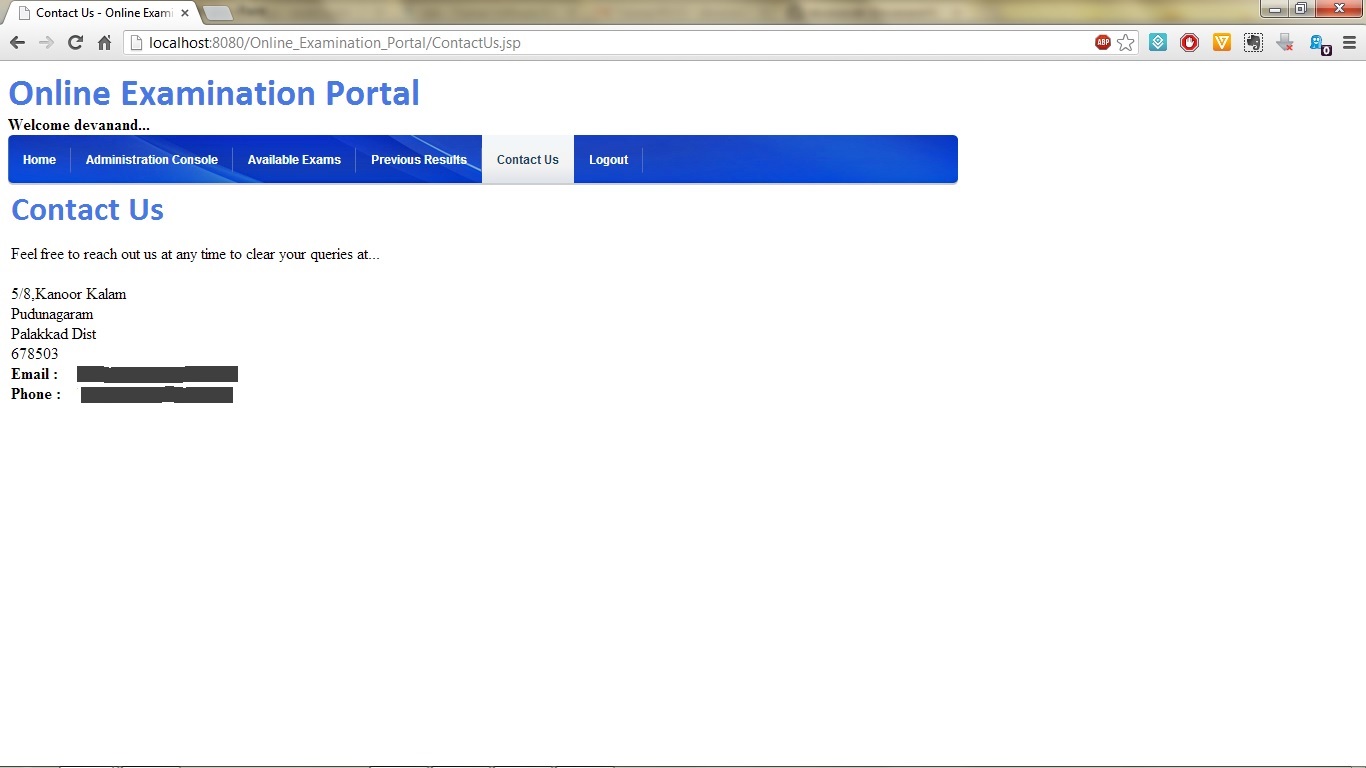 Contact Us - Online Exami
localhost:8080/Online_Examination_Portal/ContactUs.jsp
ABP
0
Online Examination Portal
Welcome devanand...
Home Administration Console Available Exams Previous Results Contact Us Logout
Contact Us
Feel free to reach out us at any time to clear your queries at...
5/8,Kanoor Kalam
Pudunagaram
Palakkad Dist
678503
Email :
Phone :